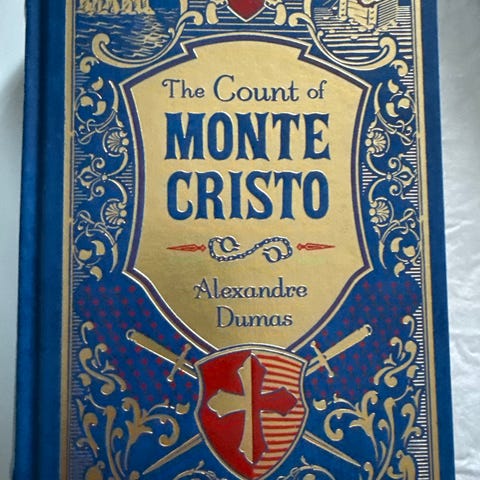 The Count of
MONTE
CRISTO
Alexandre
Dumas